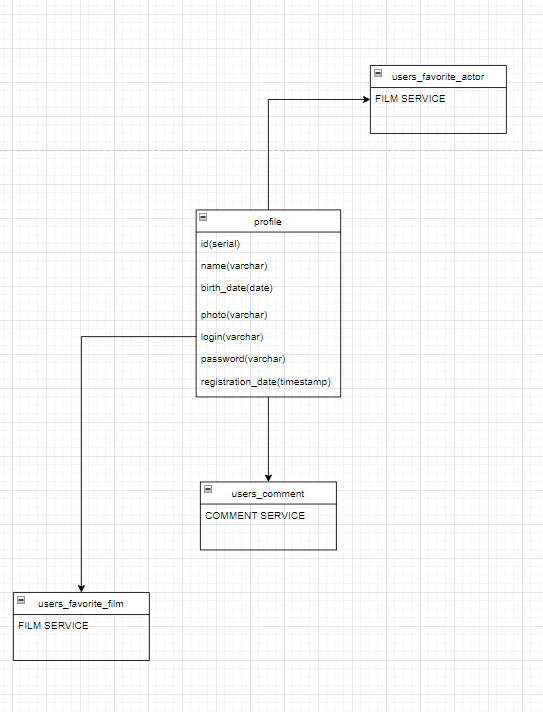 users_favorite_actor
FILM SERVICE
profile
id(serial)
name(varchar)
birth_date(date)
photo(varchar)
login(varchar)
password(varchar)
registration_date(timestamp)
users_comment
COMMENT SERVICE
users_favorite_film
FILM SERVICE